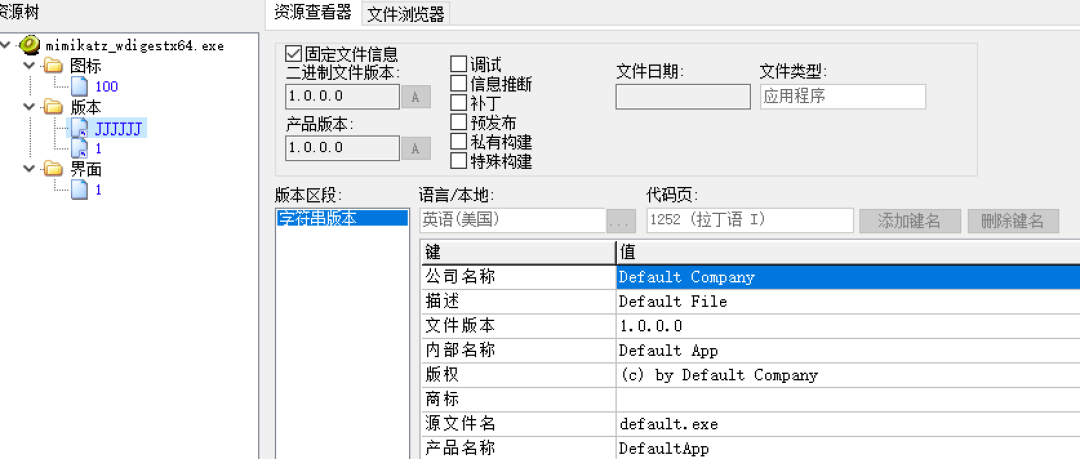 资源树
资源查看器 文件浏览器
mimikatz_wdigestx64.exe
图标
100
版本
JJJJJJ
1
界面
1
固定文件信息
二进制文件版本:
1.0.0.0 A
产品版本:
1.0.0.0 A
调试
信息推断
补丁
预发布
私有构建
特殊构建
文件日期:
文件类型:
应用程序
版本区段:
字符串版本
语言/本地:
英语(美国) ...
代码页:
1252 (拉丁语 I)
添加键名 删除键名
键 值
公司名称 Default Company
描述 Default File
文件版本 1.0.0.0
内部名称 Default App
版权 (c) by Default Company
商标
源文件名 default.exe
产品名称 DefaultApp